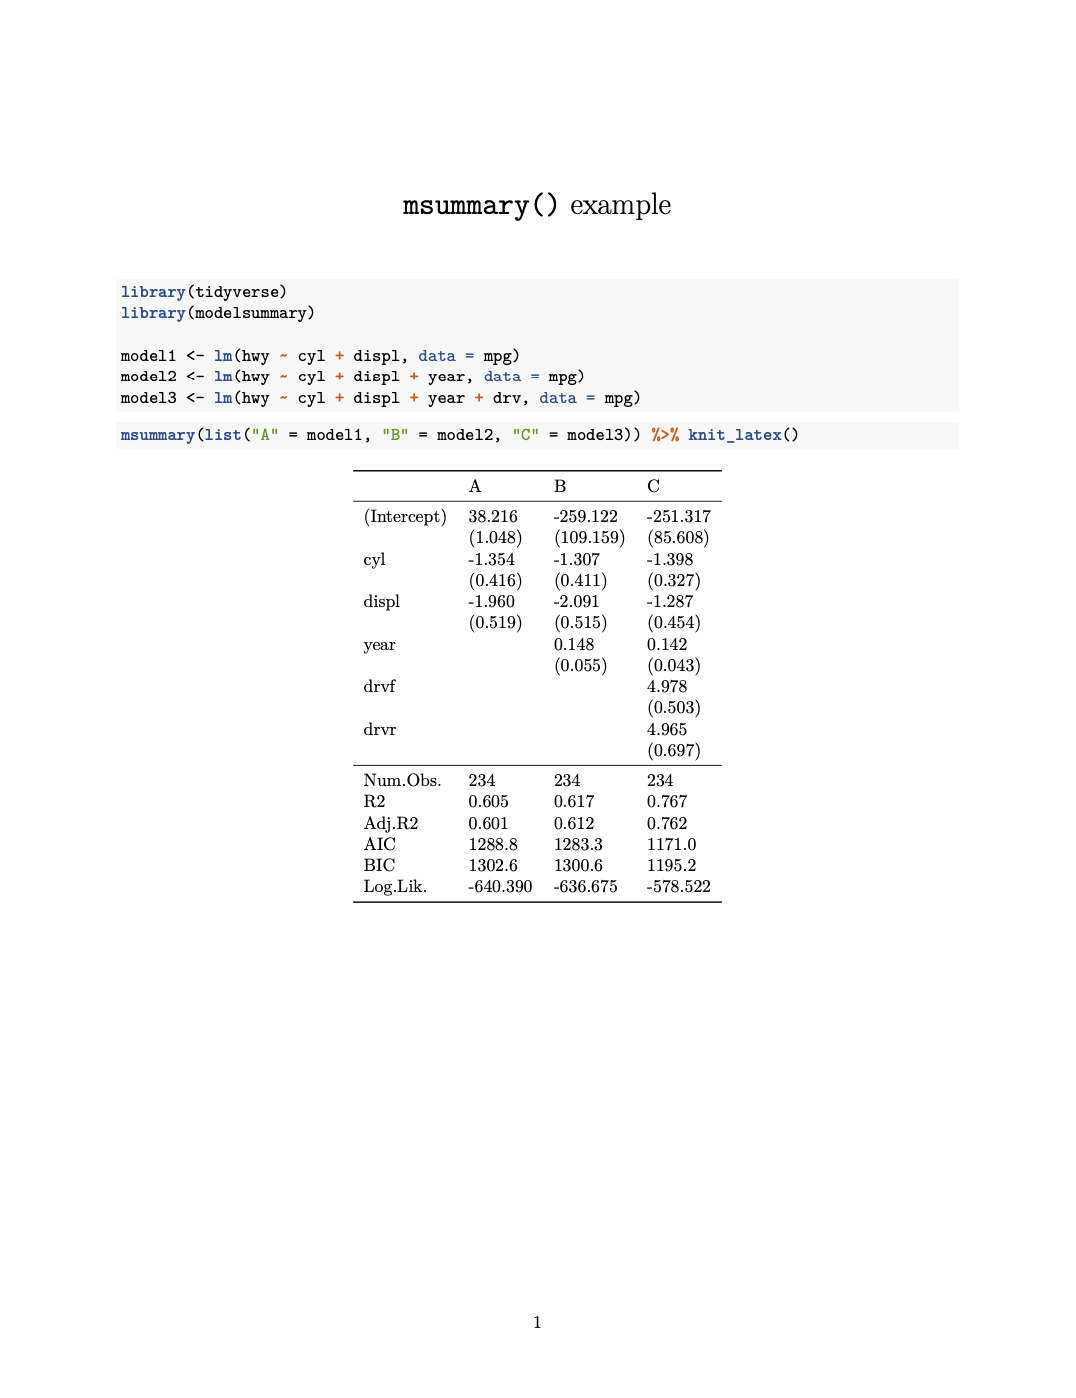 msummary() example
library(tidyverse)
library(modelsummary)
model1 <- lm(hwy ~ cyl + displ, data = mpg)
model2 <- lm(hwy ~ cyl + displ + year, data = mpg)
model3 <- lm(hwy ~ cyl + displ + year + drv, data = mpg)
msummary(list("A" = model1, "B" = model2, "C" = model3)) %>% knit_latex()
A B C
(Intercept) 38.216 -259.122 -251.317
(1.048) (109.159) (85.608)
cyl -1.354 -1.307 -1.398
(0.416) (0.411) (0.327)
displ -1.960 -2.091 -1.287
(0.519) (0.515) (0.454)
year 0.148 0.142
(0.055) (0.043)
drvf 4.978
(0.503)
drvr 4.965
(0.697)
Num.Obs. 234 234 234
R2 0.605 0.617 0.767
Adj.R2 0.601 0.612 0.762
AIC 1288.8 1283.3 1171.0
BIC 1302.6 1300.6 1195.2
Log.Lik. -640.390 -636.675 -578.522
1